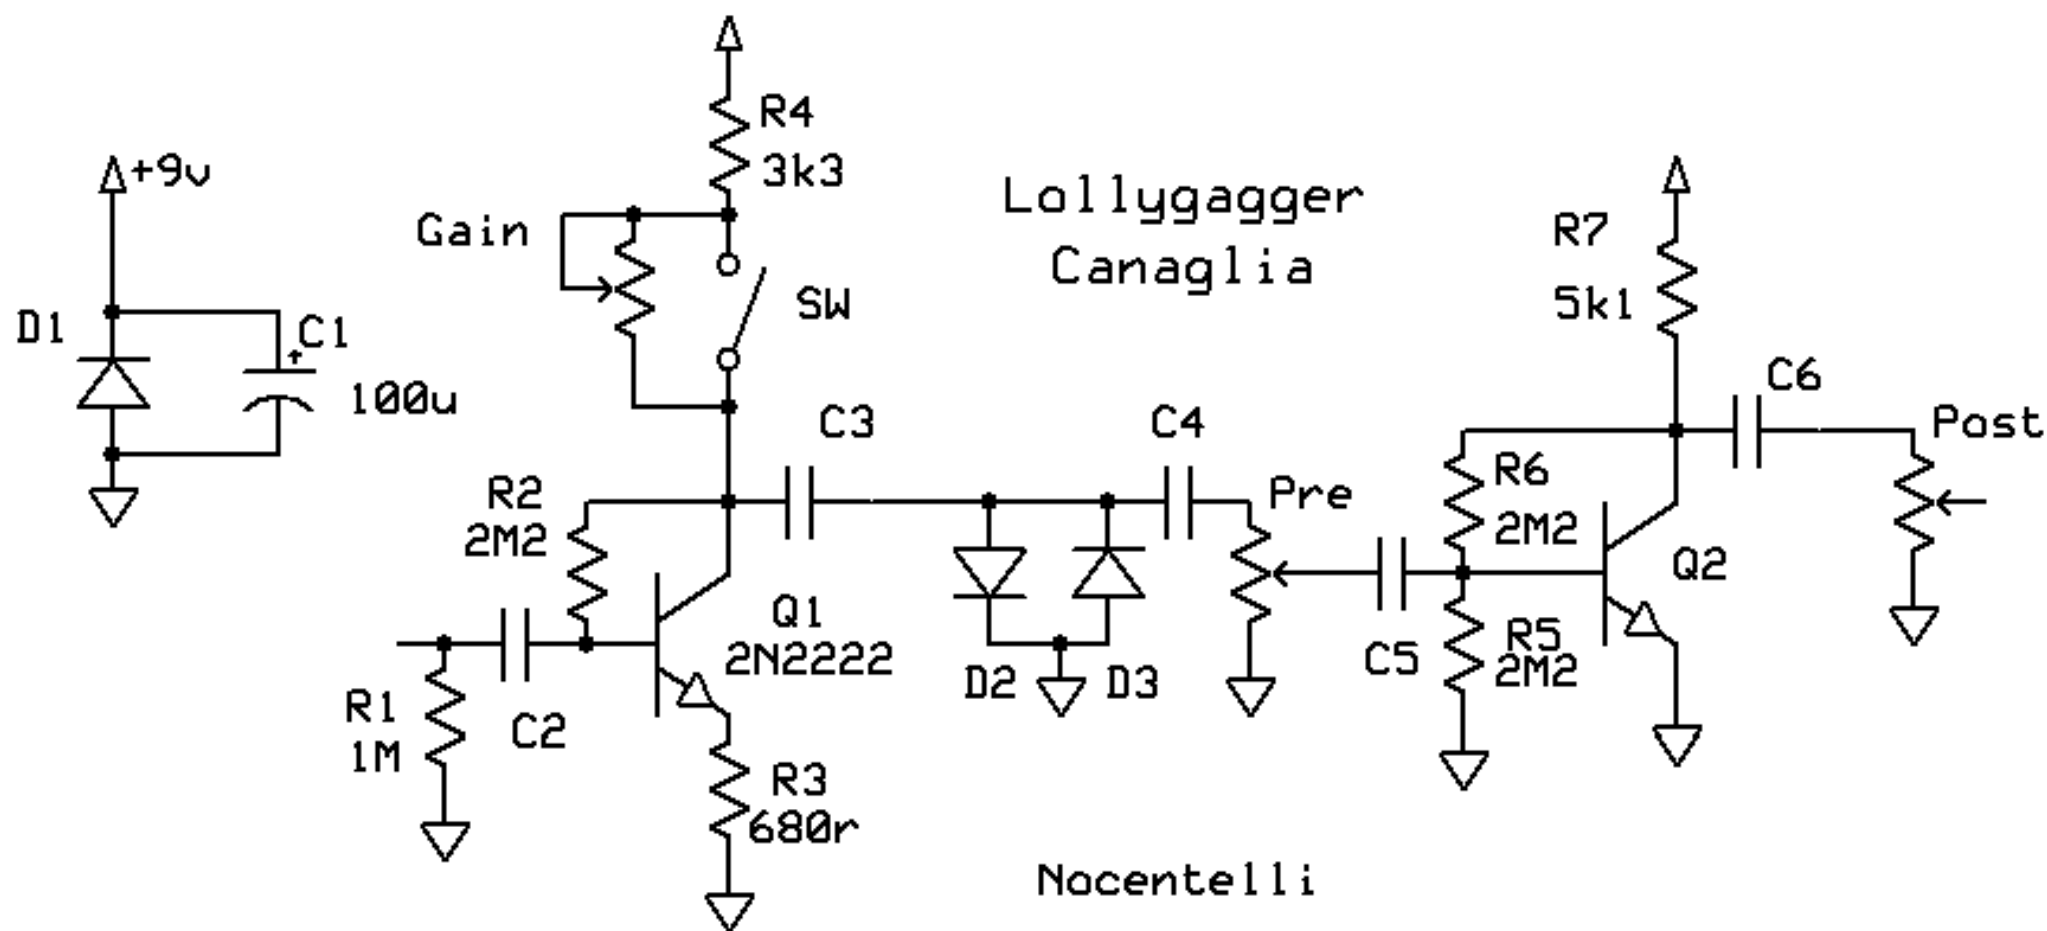 R4
3k3
+9v
Lollygagger
Canaglia
Gain
R7
5k1
SW
D1
C1
+
100u
C6
C3
C4
Post
R2
2M2
Pre
R6
2M2
Q2
Q1
2N2222
C5
R5
2M2
D2
D3
R1
1M
C2
R3
680r
Nocentelli